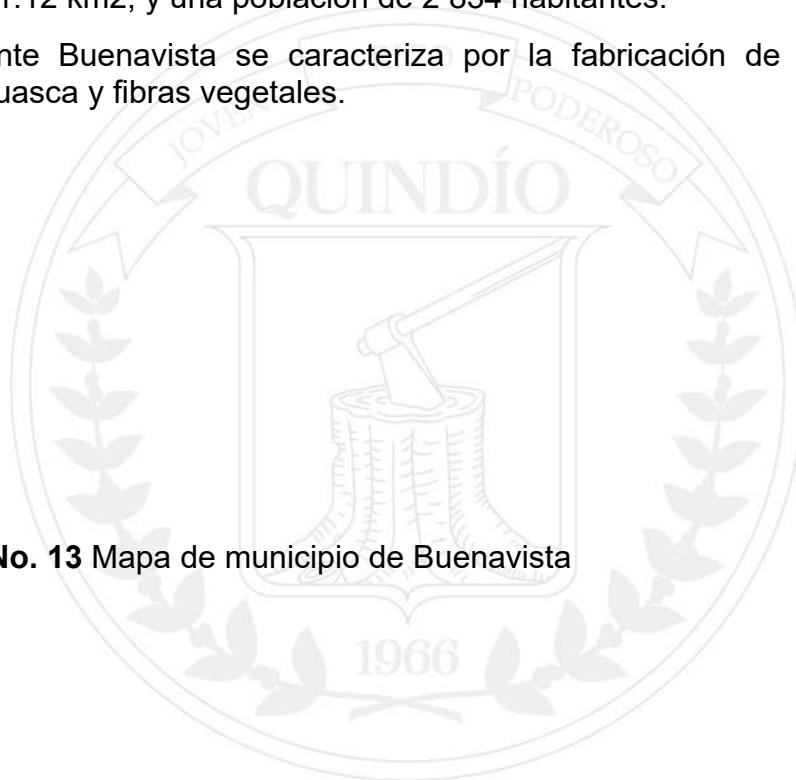 1.12 km2, y una población de 2 834 habitantes.
nte Buenavista se caracteriza por la fabricación de
uasca y fibras vegetales.
JOVEN PODEROSO
QUINDÍO
No. 13 Mapa de municipio de Buenavista
1966